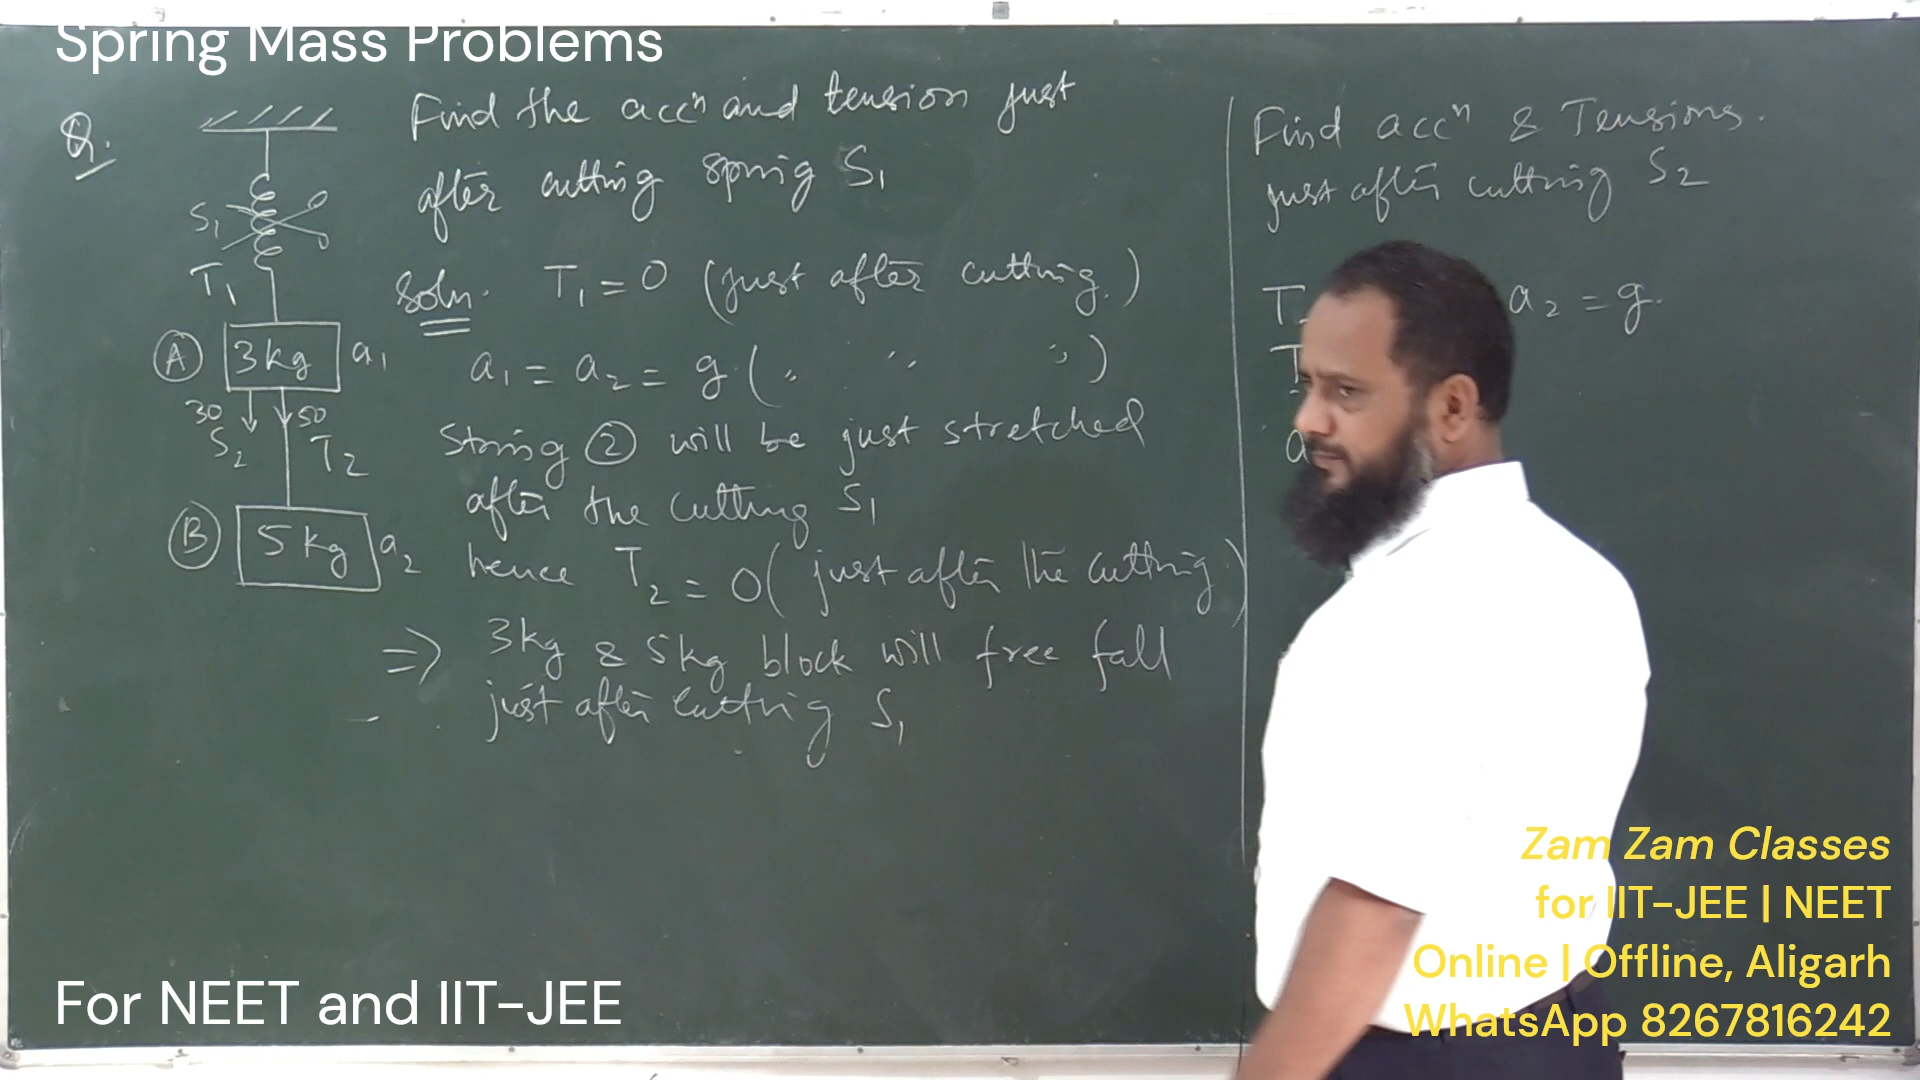 Spring Mass Problems
Q.
S1
T1
A 3kg a1
30 50
S2 T2
B 5kg a2
Find the accn and tension just
after cutting spring S1
Soln. T1 = 0 (just after cutting.)
a1 = a2 = g ( " " " )
String ② will be just stretched
after the cutting S1
hence T2 = 0 ( just after the cutting)
=> 3kg & 5kg block will free fall
just after cutting S1
Find accn & Tensions.
just after cutting S2
T a2 = g.
T
a
Zam Zam Classes
for IIT-JEE | NEET
Online | Offline, Aligarh
WhatsApp 8267816242
For NEET and IIT-JEE